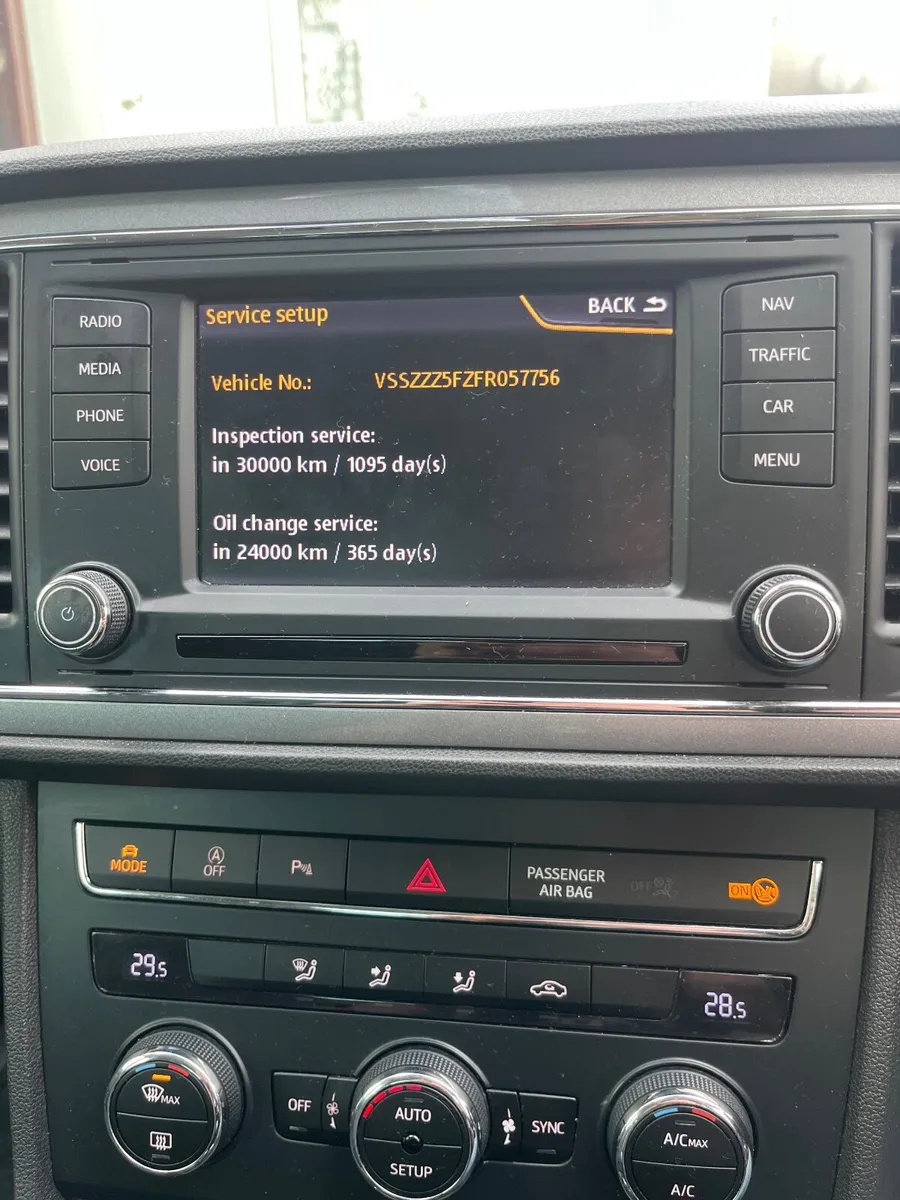 Service setup
BACK
Vehicle No.: VSSZZZ5FZFR057756
Inspection service:
in 30000 km / 1095 day(s)
Oil change service:
in 24000 km / 365 day(s)
RADIO
MEDIA
PHONE
VOICE
NAV
TRAFFIC
CAR
MENU
MODE
A
OFF
P
PASSENGER
AIR BAG
OFF
ON
29.5
28.5
MAX
OFF
AUTO
SETUP
SYNC
A/C MAX
A/C